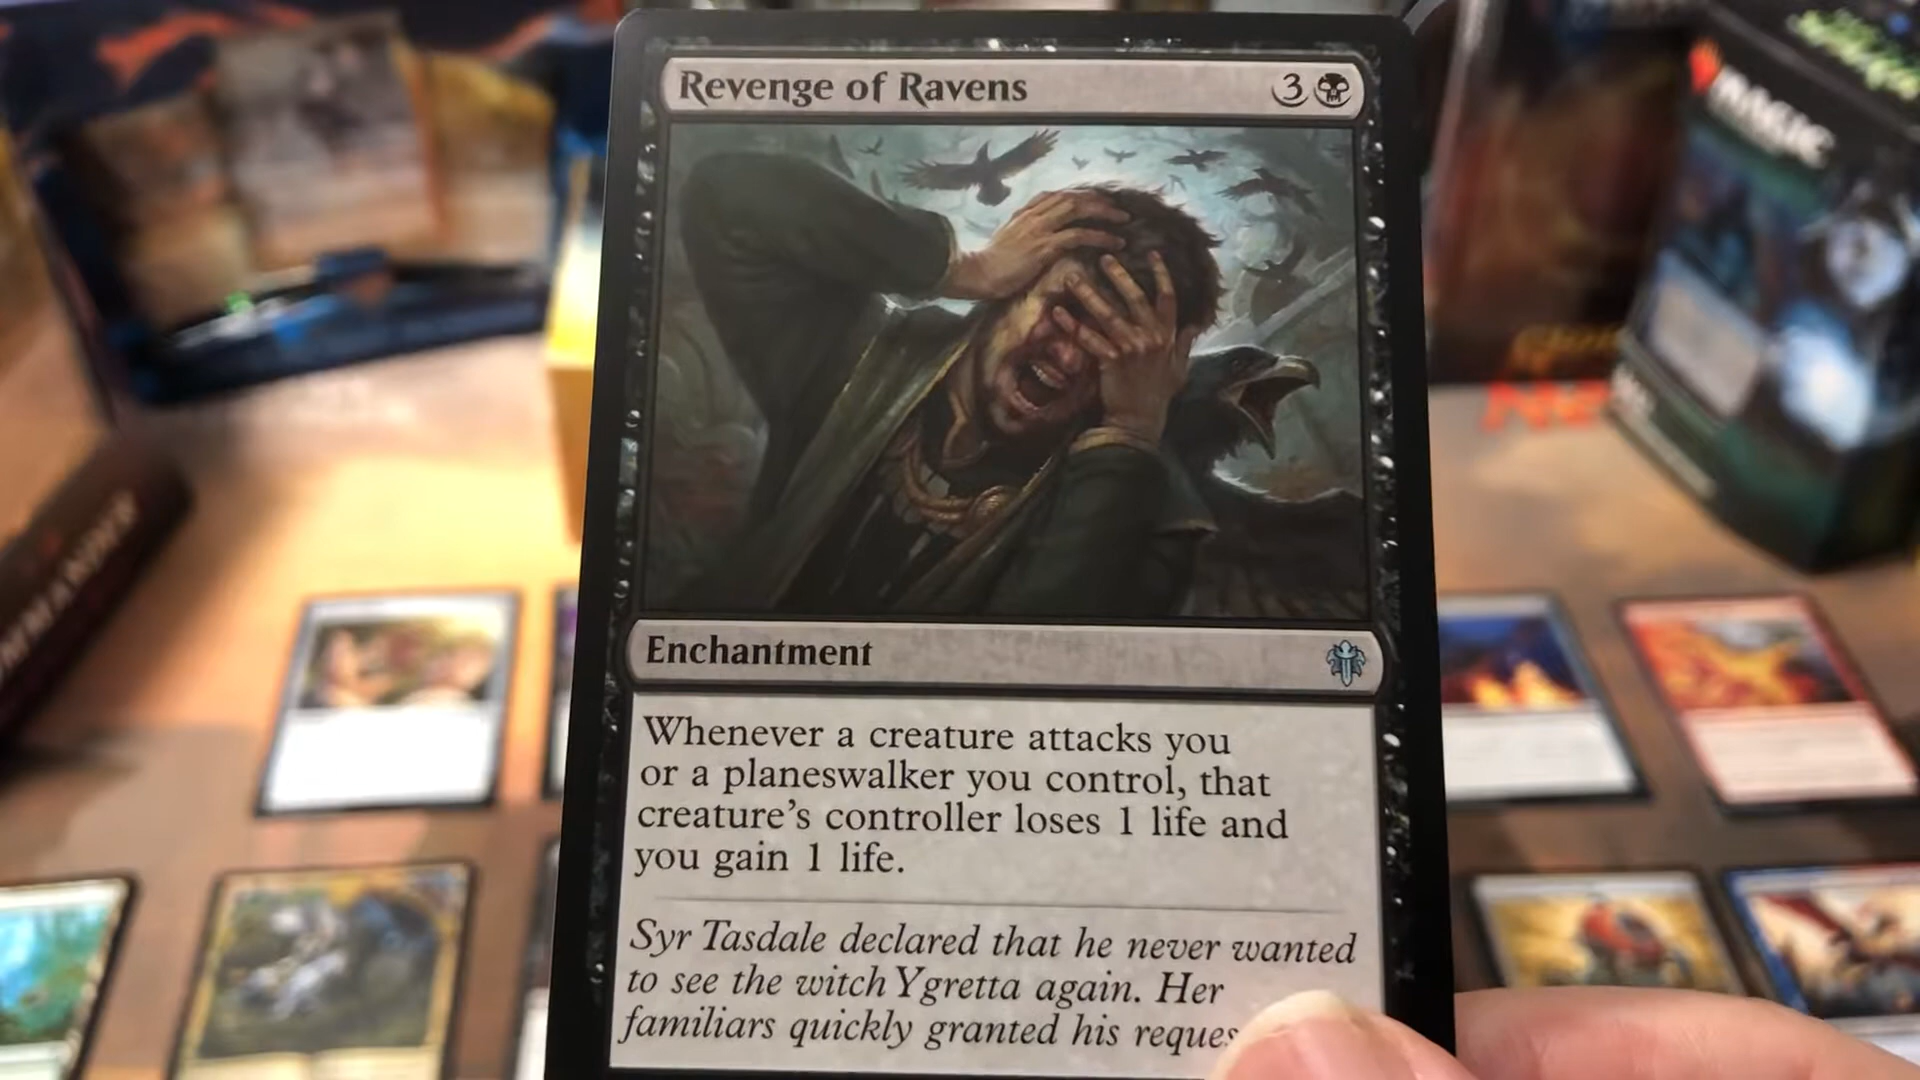 Revenge of Ravens 3
Enchantment
Whenever a creature attacks you
or a planeswalker you control, that
creature's controller loses 1 life and
you gain 1 life.
Syr Tasdale declared that he never wanted
to see the witch Ygretta again. Her
familiars quickly granted his reques
MAGIC